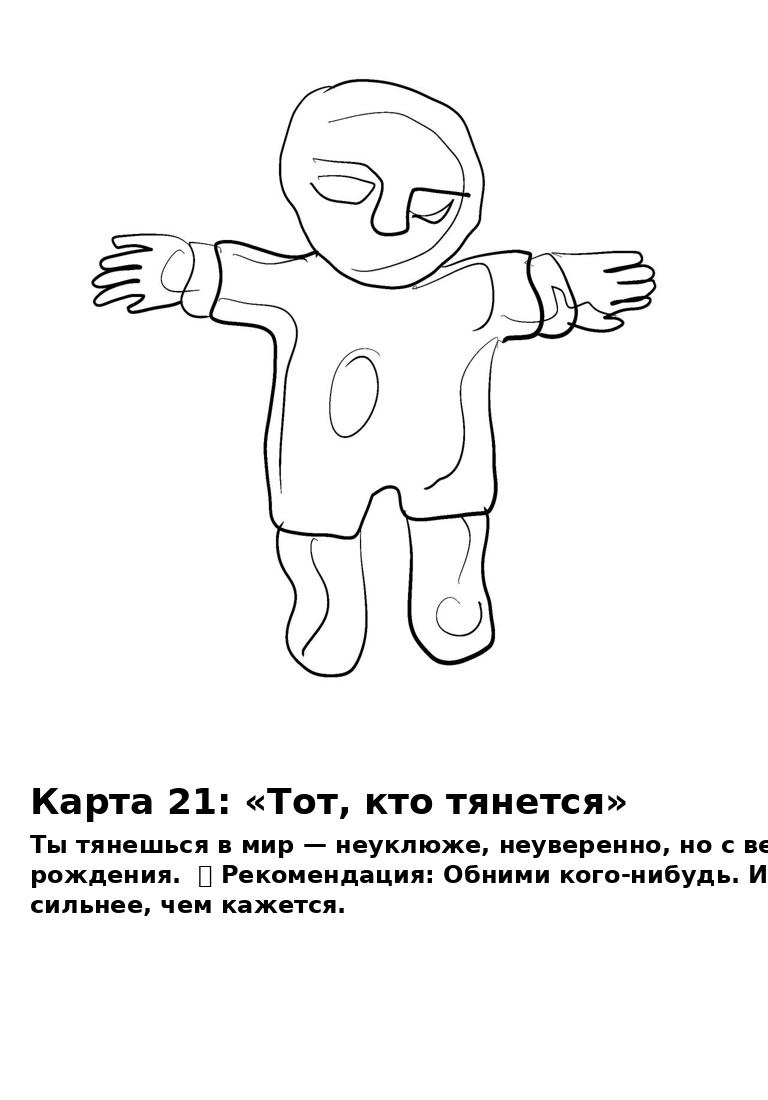 Карта 21: «Тот, кто тянется»
Ты тянешься в мир — неуклюже, неуверенно, но с
рождения. Рекомендация: Обними кого-нибудь.
сильнее, чем кажется.